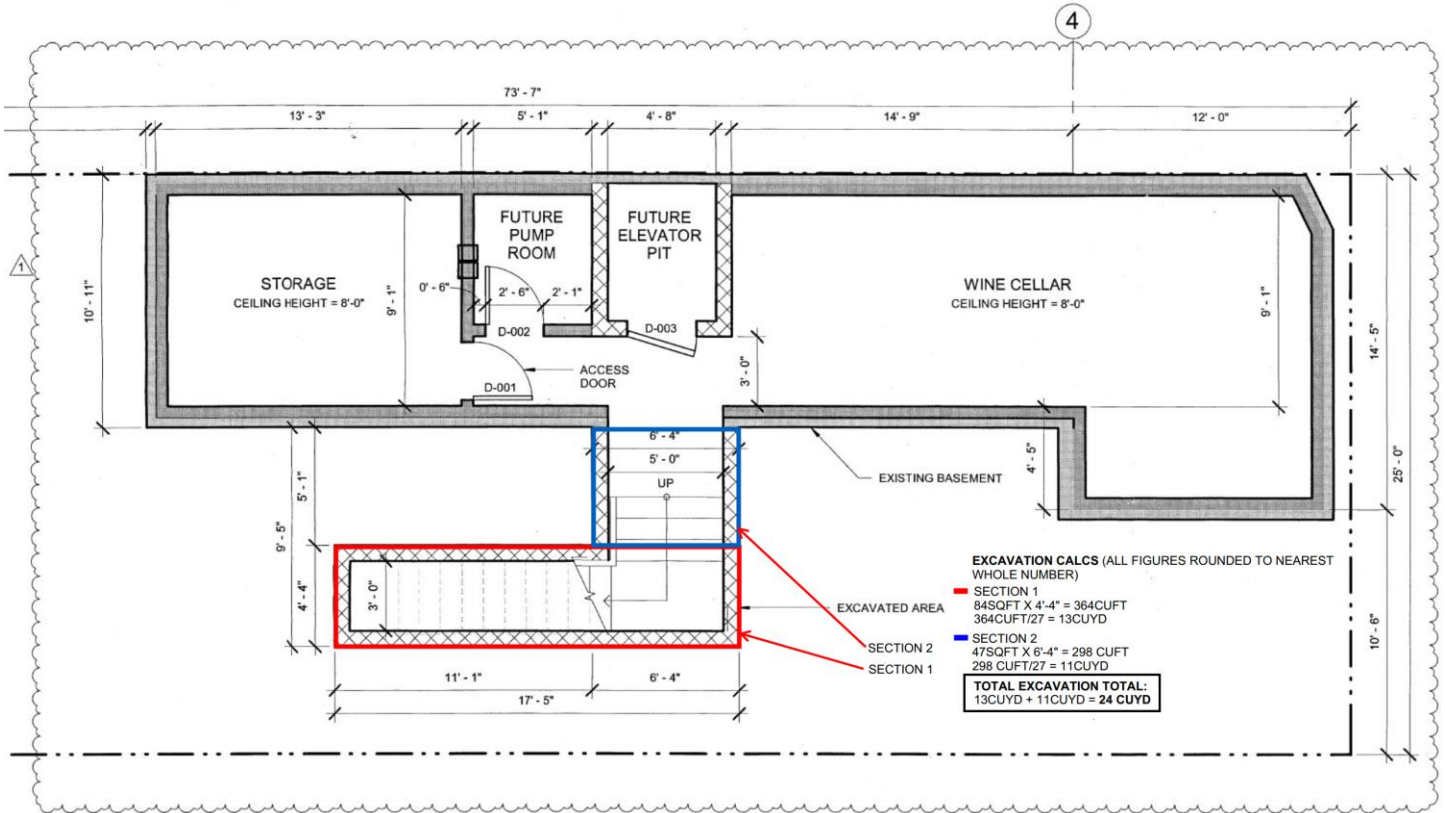 4
73' - 7"
13' - 3"
5' - 1"
4' - 8"
14' - 9"
12' - 0"
1
10' - 11"
STORAGE
CEILING HEIGHT = 8'-0"
9' - 1"
FUTURE
PUMP
ROOM
0' - 6"
2' - 6"
2' - 1"
D-002
FUTURE
ELEVATOR
PIT
D-003
WINE CELLAR
CEILING HEIGHT = 8'-0"
9' - 1"
14' - 5"
25' - 0"
ACCESS
DOOR
D-001
3' - 0"
6' - 4"
5' - 0"
UP
5' - 1"
9' - 5"
4' - 4"
3' - 0"
4' - 5"
EXISTING BASEMENT
10' - 6"
EXCAVATED AREA
SECTION 2
SECTION 1
11' - 1"
6' - 4"
17' - 5"
EXCAVATION CALCS (ALL FIGURES ROUNDED TO NEAREST
WHOLE NUMBER)
SECTION 1
84SQFT X 4'-4" = 364CUFT
364CUFT/27 = 13CUYD
SECTION 2
47SQFT X 6'-4" = 298 CUFT
298 CUFT/27 = 11CUYD
TOTAL EXCAVATION TOTAL:
13CUYD + 11CUYD = 24 CUYD